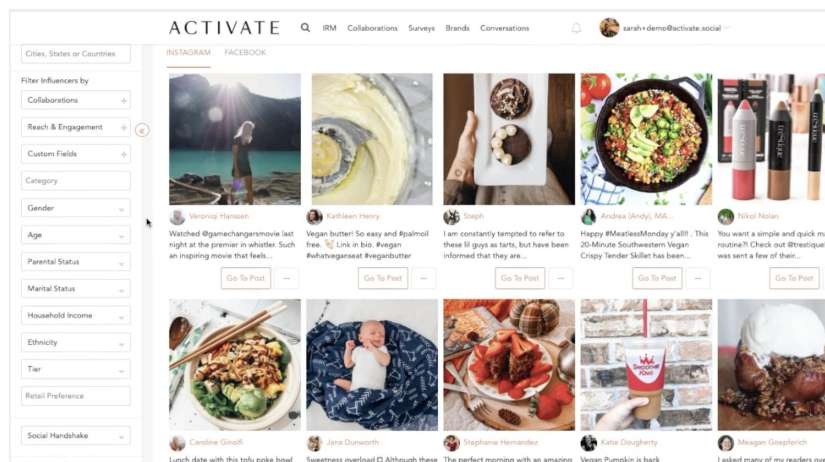 ACTIVATE
IRM
Collaborations
Surveys
Brands
Conversations
sarah+demo@activate.social
Cities, States or Countries
Filter Influencers by
Collaborations +
Reach & Engagement +
Custom Fields +
Category
Gender
Age
Parental Status
Marital Status
Household Income
Ethnicity
Tier
Retail Preference
Social Handshake
INSTAGRAM
FACEBOOK
Veroniqi Hanssen
Watched @gamechangersmovie last
night at the premier in whistler. Such
an inspiring movie that feels...
Go To Post ...
Kathleen Henry
Vegan butter! So easy and #palmoil
free. Link in bio. #vegan
#whatveganseat #veganbutter
Go To Post ...
Steph
I am constantly tempted to refer to
these lil guys as tarts, but have been
informed that they are...
Go To Post ...
Andrea (Andy), MA...
Happy #MeatlessMonday y'all!! . This
20-Minute Southwestern Vegan
Crispy Tender Skillet has been...
Go To Post ...
trèstique
Nikol Nolan
You want a simple and quick m
routine?! Check out @trestique
was sent a few of their...
Go To Post
Caroline Ginolfi
Lunch date with this tofu poke bowl
Jana Dunworth
Sweetness overload Although these
Stephanie Hernandez
The perfect morning with an amazing
SMOOTHIE
KING
Katie Dougherty
Vegan Pumpkin is back
Meagan Goepferich
I asked many of my readers ove